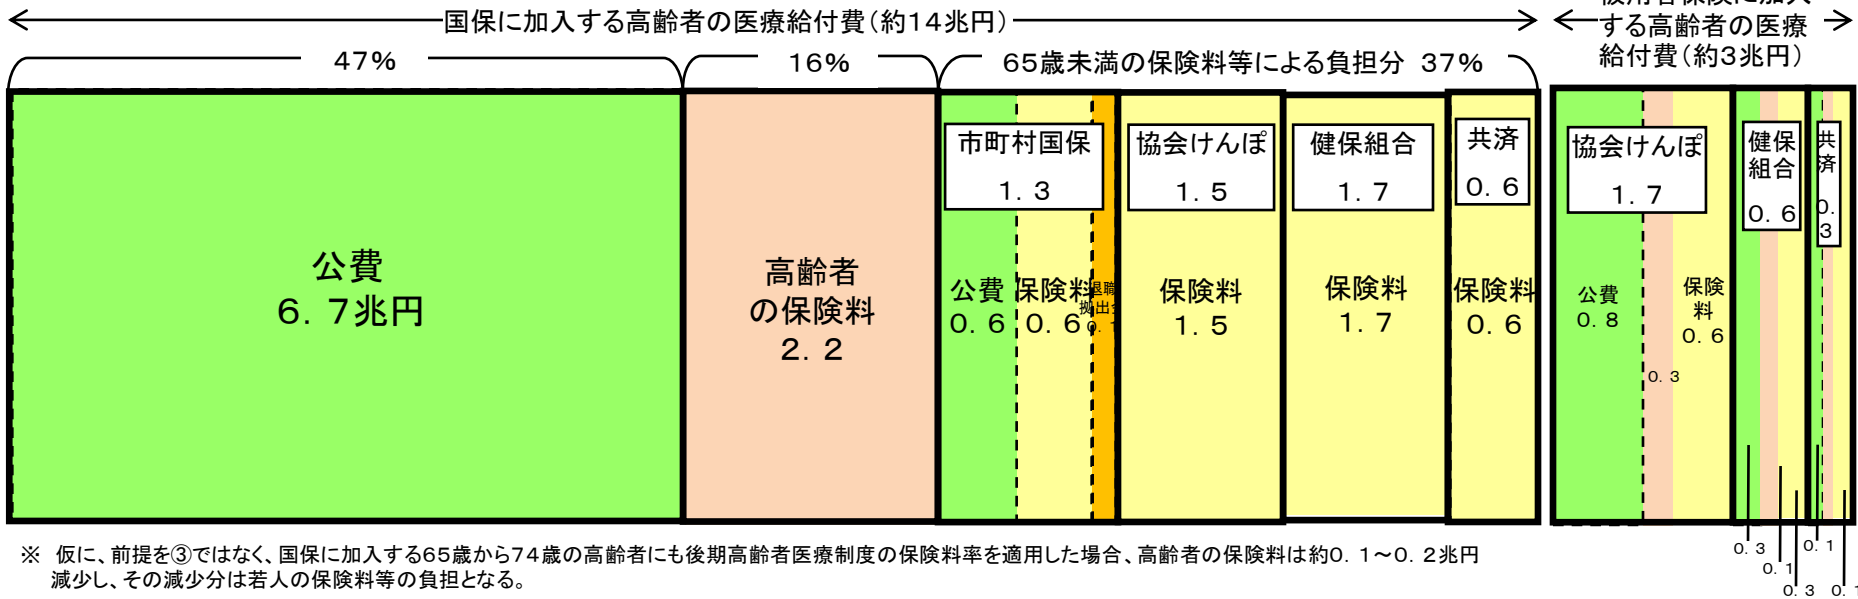 国保に加入する高齢者の医療給付費（約１４兆円）
する高齢者の医療
給付費（約３兆円）
４７％
１６％
６５歳未満の保険料等による負担分 ３７％
公費
６．７兆円
高齢者
の保険料
２．２
市町村国保
１．３
公費
０．６
保険料
０．６
０．１
協会けんぽ
１．５
保険料
１．５
健保組合
１．７
保険料
１．７
共済
０．６
保険料
０．６
協会けんぽ
１．７
公費
０．８
０．３
保険
料
０．６
健保
組合
０．６
共
済
０．
３
０．３
０．１
０．３
０．１
０．１
※ 仮に、前提を③ではなく、国保に加入する６５歳から７４歳の高齢者にも後期高齢者医療制度の保険料率を適用した場合、高齢者の保険料は約０．１～０．２兆円
減少し、その減少分は若人の保険料等の負担となる。